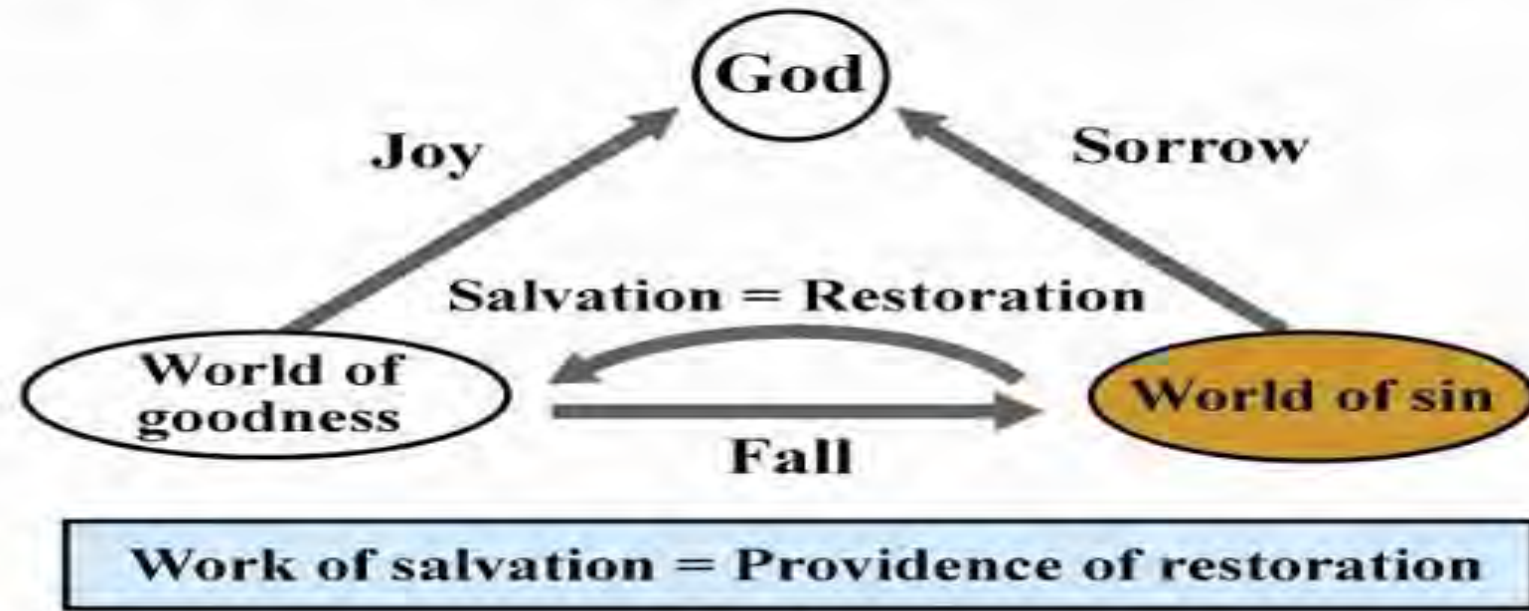 God
Joy
Sorrow
Salvation = Restoration
World of
goodness
World of sin
Fall
Work of salvation = Providence of restoration